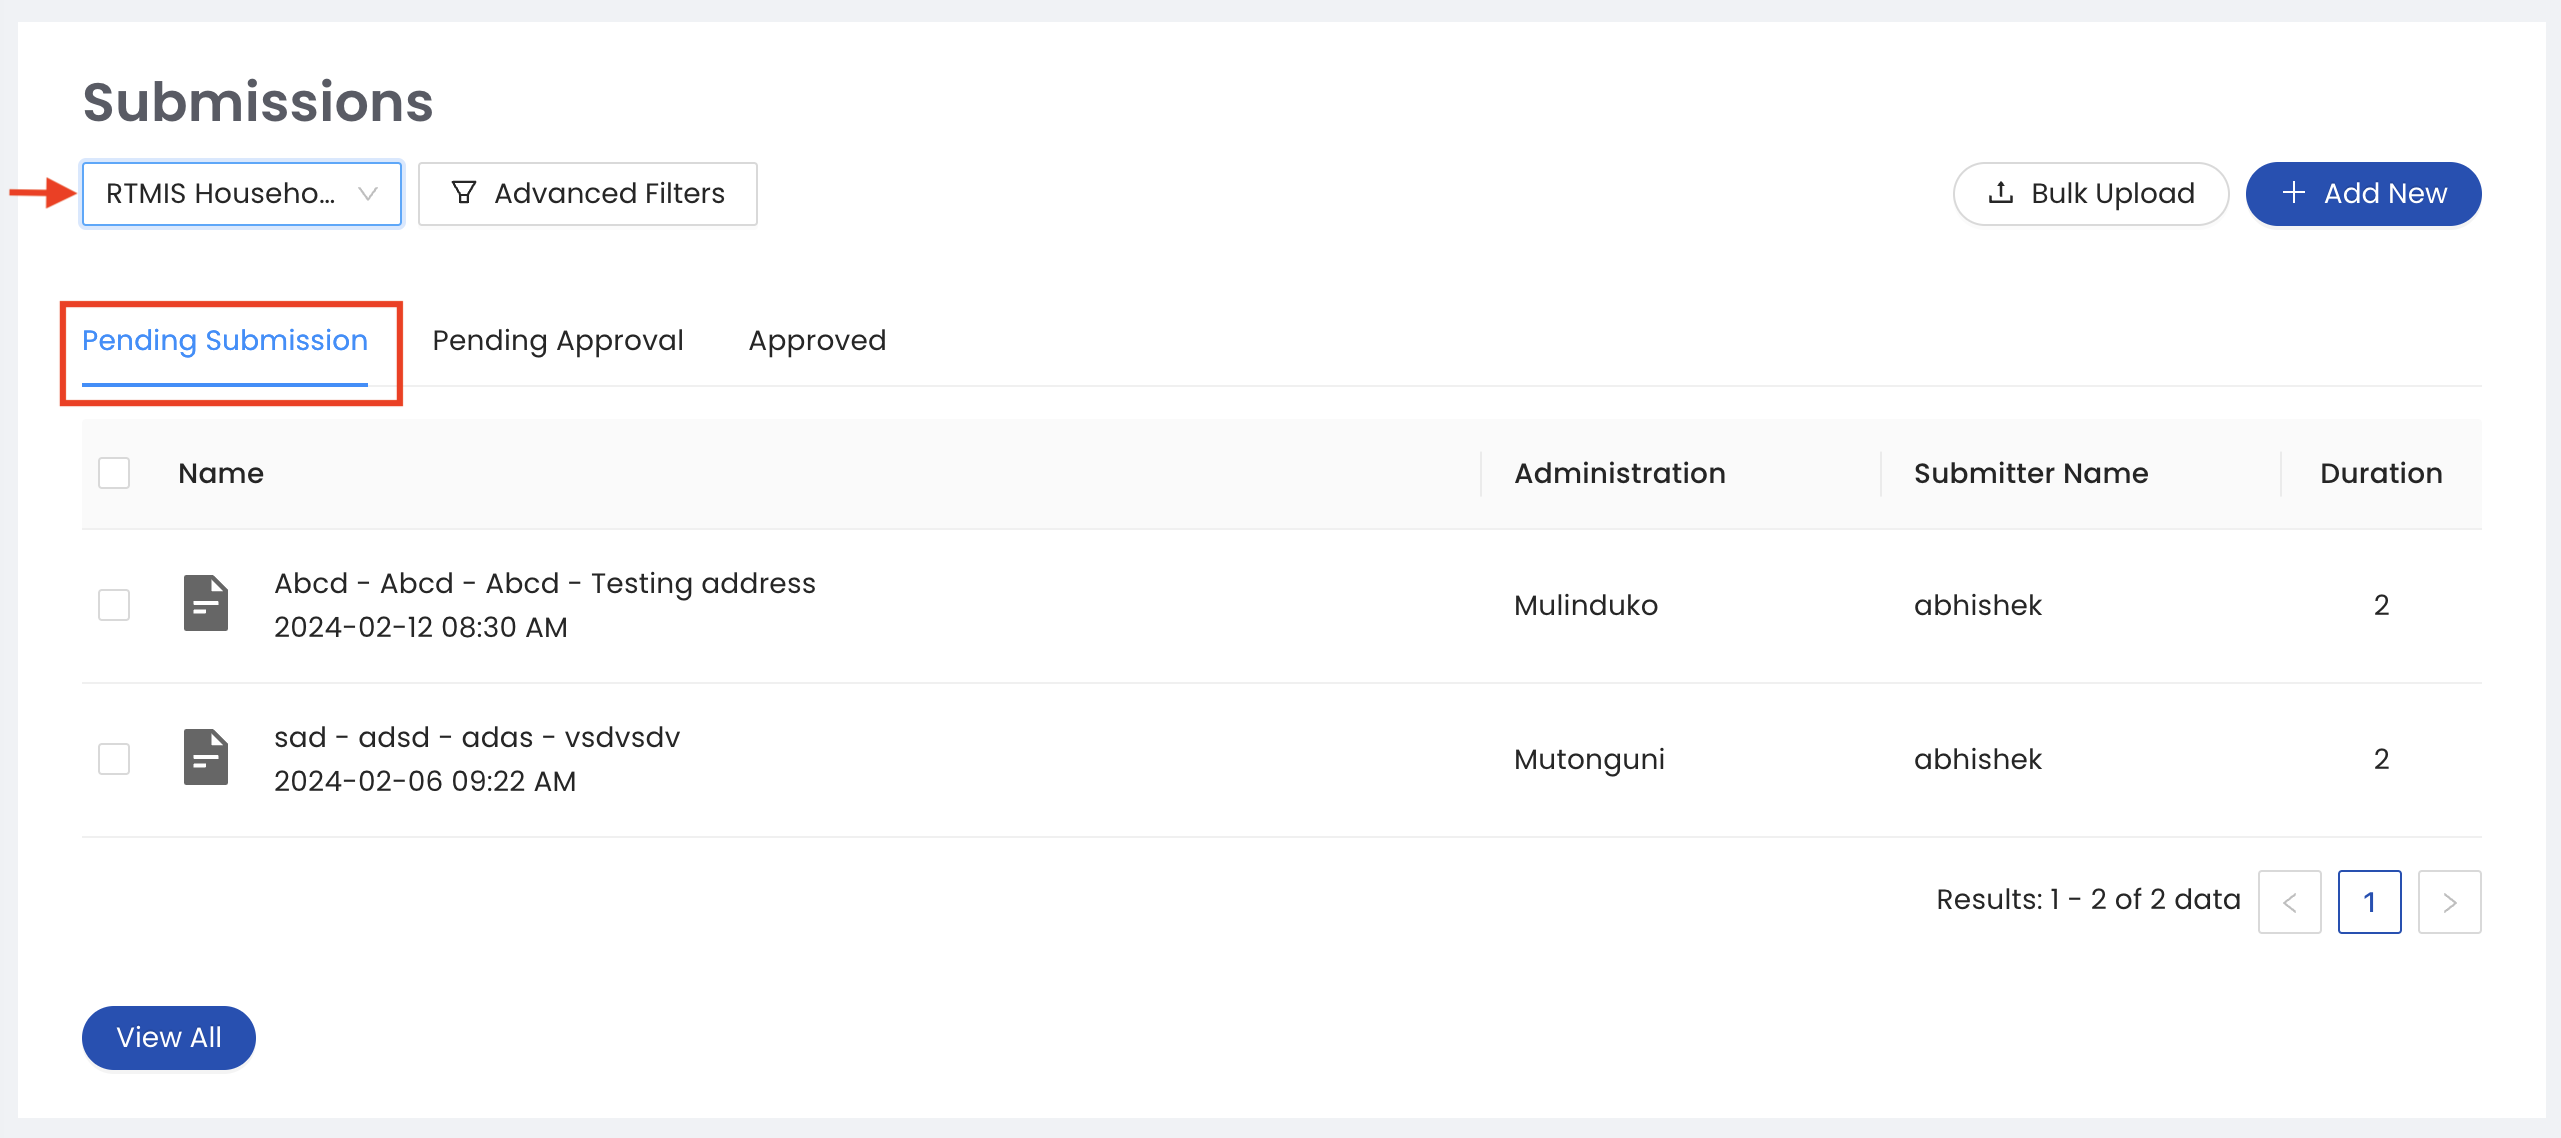 Submissions
RTMIS Househo...
Advanced Filters
Bulk Upload
+ Add New
Pending Submission
Pending Approval
Approved
Name
Administration
Submitter Name
Duration
Abcd - Abcd - Abcd - Testing address
2024-02-12 08:30 AM
Mulinduko
abhishek
2
sad - adsd - adas - vsdvsdv
2024-02-06 09:22 AM
Mutonguni
abhishek
2
Results: 1 - 2 of 2 data
<
1
>
View All